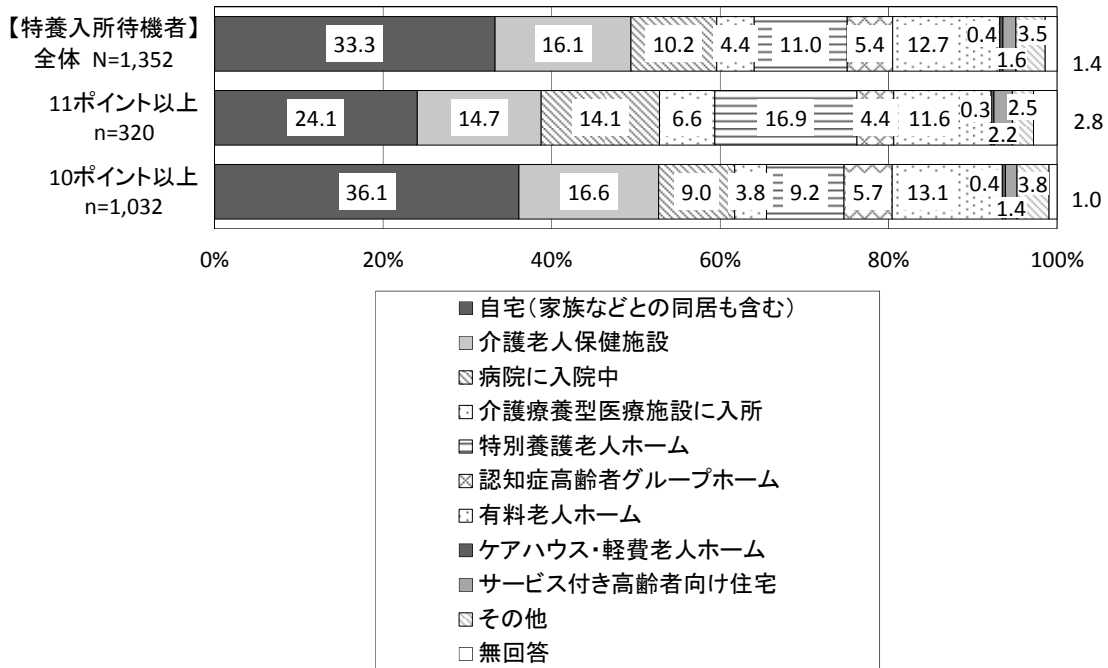 【特養入所待機者】
全体 N=1,352
33.3 16.1 10.2 4.4 11.0 5.4 12.7 0.4 1.6 3.5 1.4
11ポイント以上
n=320
24.1 14.7 14.1 6.6 16.9 4.4 11.6 0.3 2.2 2.5 2.8
10ポイント以上
n=1,032
36.1 16.6 9.0 3.8 9.2 5.7 13.1 0.4 1.4 3.8 1.0
0% 20% 40% 60% 80% 100%
自宅(家族などとの同居も含む)
介護老人保健施設
病院に入院中
介護療養型医療施設に入所
特別養護老人ホーム
認知症高齢者グループホーム
有料老人ホーム
ケアハウス・軽費老人ホーム
サービス付き高齢者向け住宅
その他
無回答